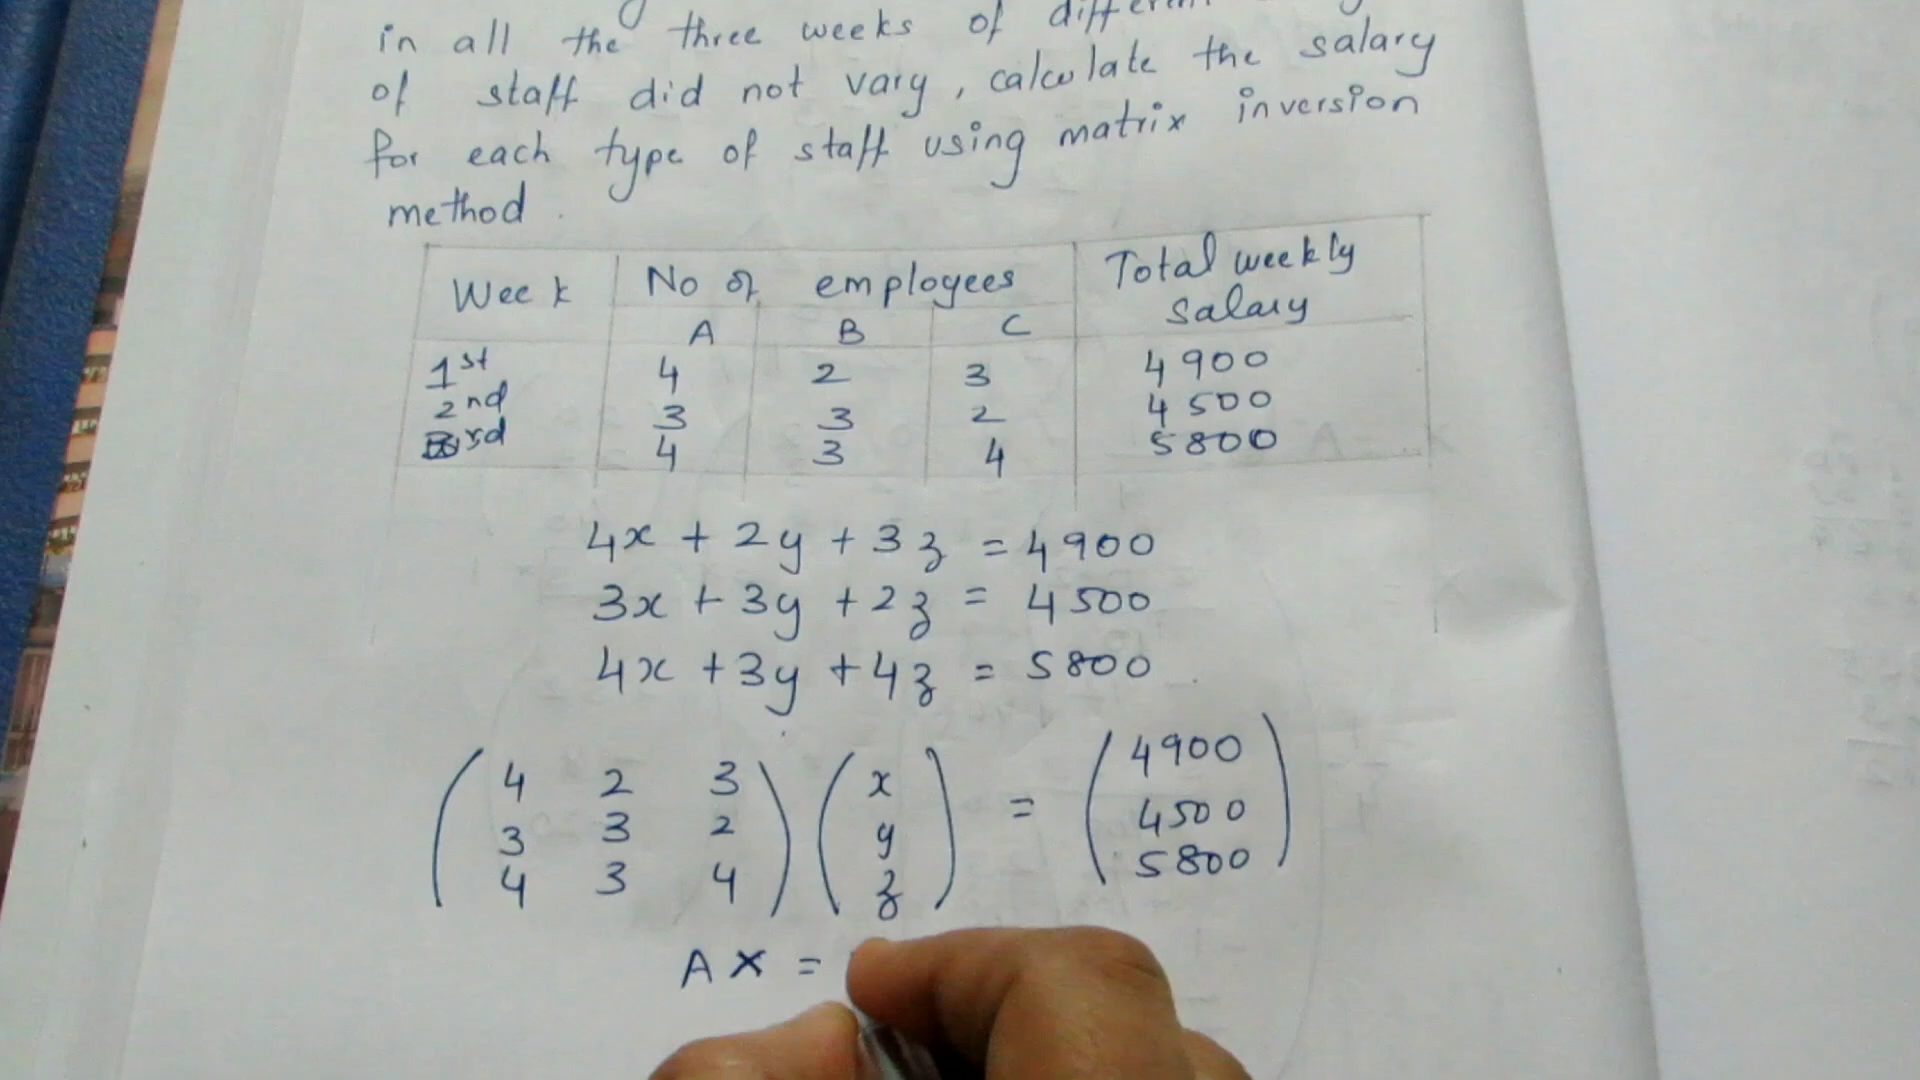 in all the three weeks of different
of staff did not vary, calculate the salary
for each type of staff using matrix inversion
method.
Week No of employees Total weekly salary
A B C
1st 4 2 3 4900
2nd 3 3 2 4500
3rd 4 3 4 5800
4x + 2y + 3z = 4900
3x + 3y + 2z = 4500
4x + 3y + 4z = 5800
4 2 3 x 4900
3 3 2 y = 4500
4 3 4 z 5800
AX =